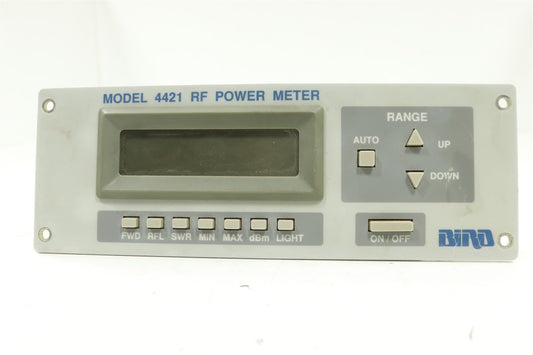 MODEL 4421 RF POWER METER
RANGE
AUTO
UP
DOWN
FWD RFL SWR MIN MAX dBm LIGHT
ON/OFF
BIRD